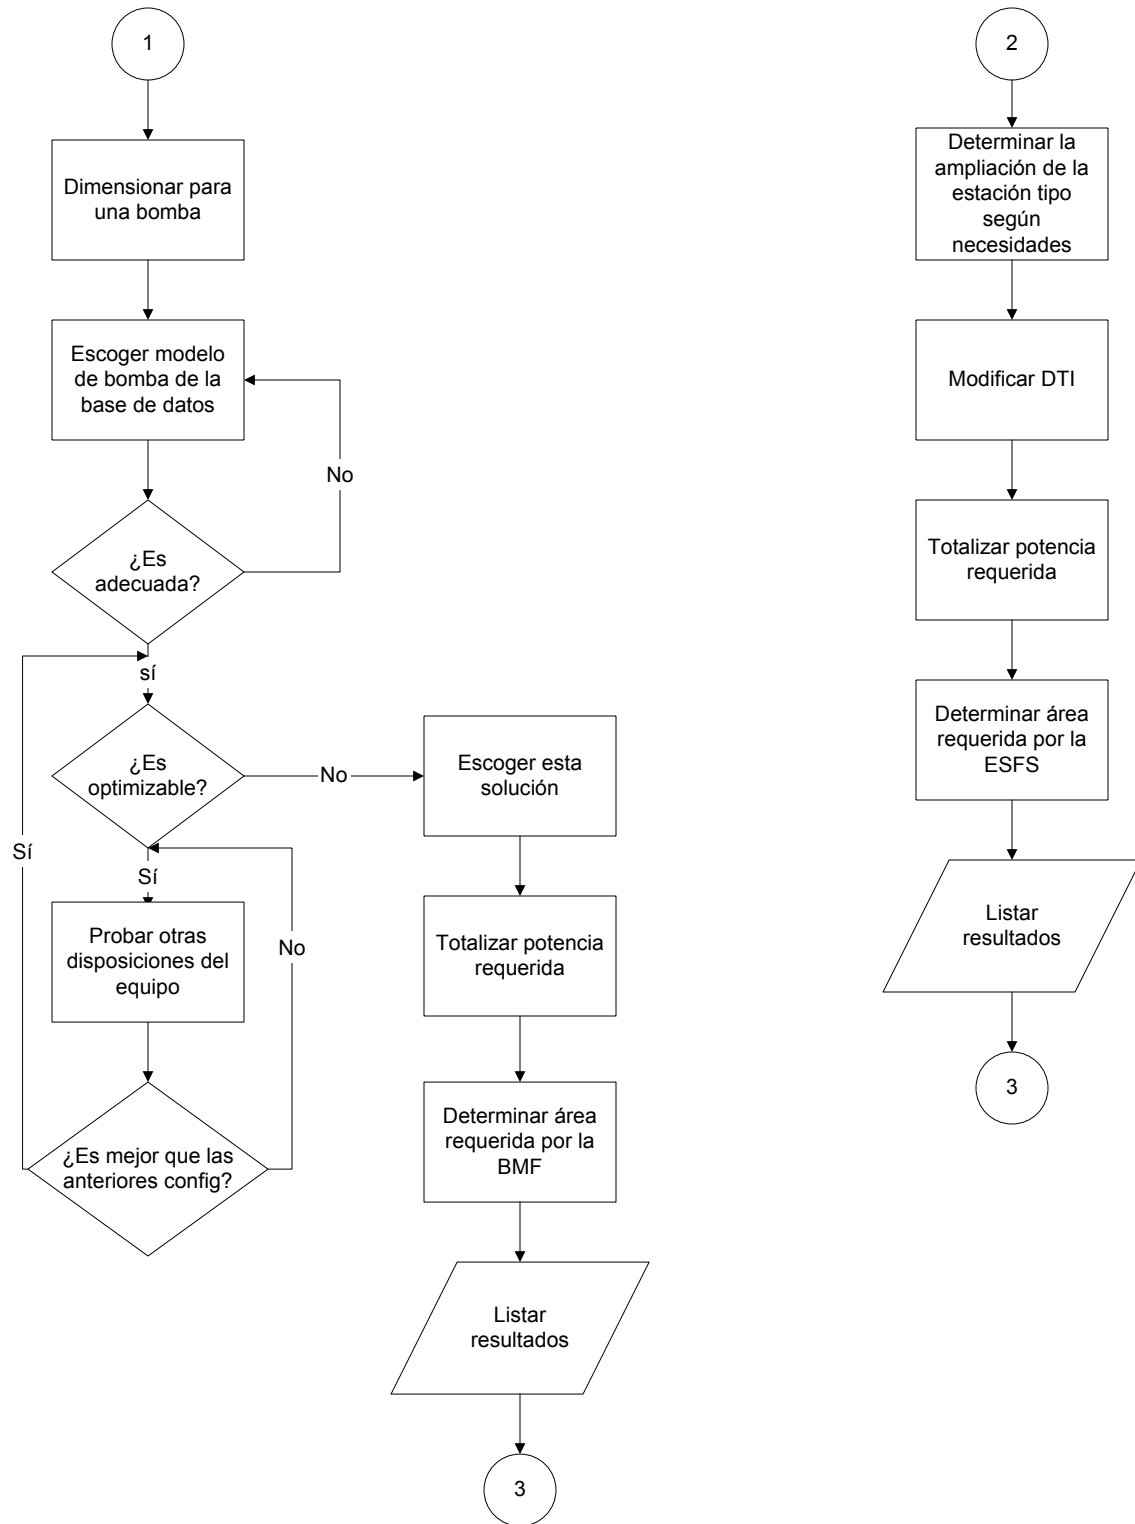 1
Dimensionar para
una bomba
Escoger modelo
de bomba de la
base de datos
No
¿Es
adecuada?
sí
¿Es
optimizable?
No
Sí
Sí
Probar otras
disposiciones del
equipo
No
¿Es mejor que las
anteriores config?
Escoger esta
solución
Totalizar potencia
requerida
Determinar área
requerida por la
BMF
Listar
resultados
3
2
Determinar la
ampliación de la
estación tipo
según
necesidades
Modificar DTI
Totalizar potencia
requerida
Determinar área
requerida por la
ESFS
Listar
resultados
3